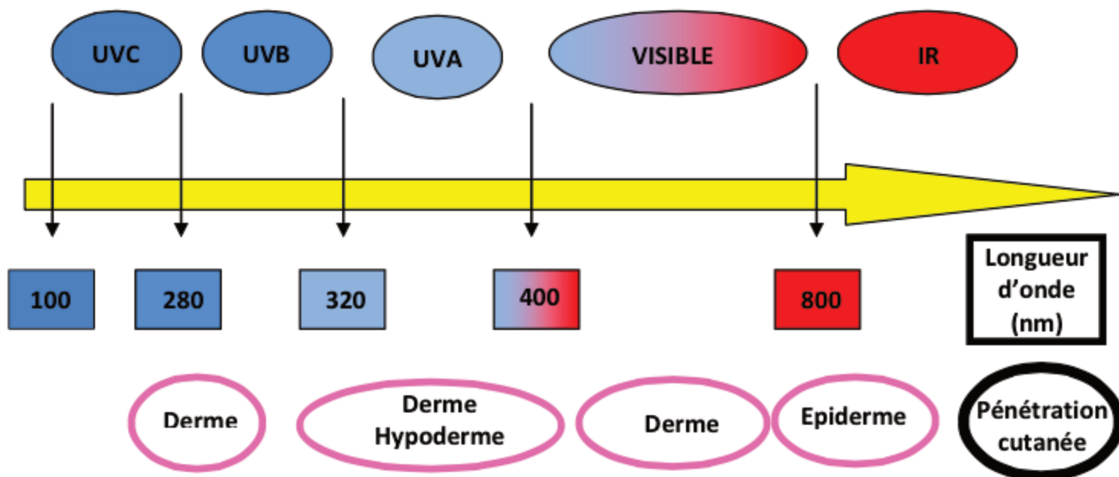 UVC
UVB
UVA
VISIBLE
IR
100
280
320
400
800
Longueur
d’onde
(nm)
Derme
Derme
Hypoderme
Derme
Epiderme
Pénétration
cutanée